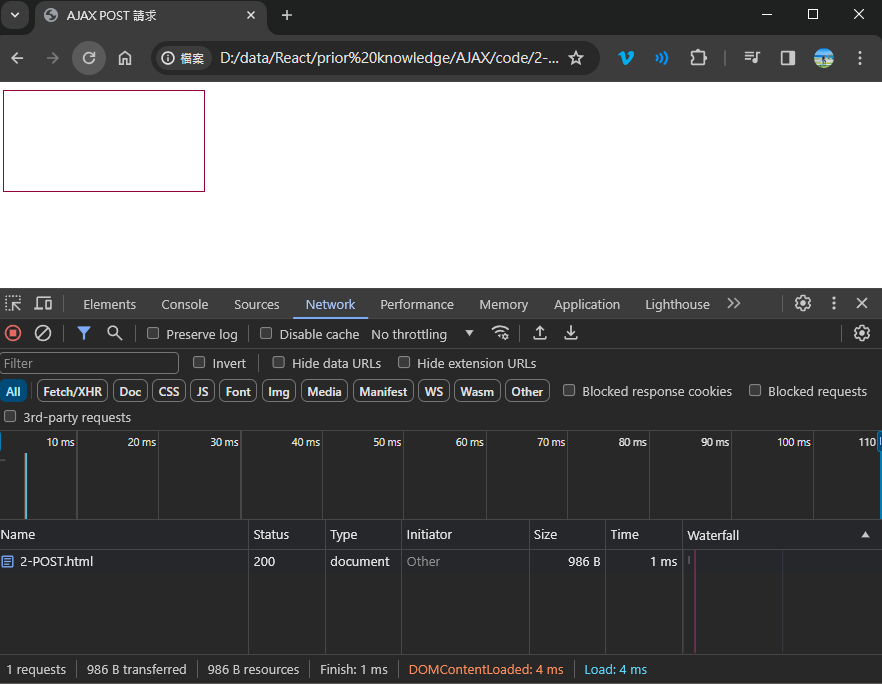 AJAX POST 請求
檔案 D:/data/React/prior%20knowledge/AJAX/code/2-...
Elements Console Sources Network Performance Memory Application Lighthouse
Preserve log Disable cache No throttling
Filter Invert Hide data URLs Hide extension URLs
All Fetch/XHR Doc CSS JS Font Img Media Manifest WS Wasm Other Blocked response cookies Blocked requests
3rd-party requests
10 ms 20 ms 30 ms 40 ms 50 ms 60 ms 70 ms 80 ms 90 ms 100 ms 110
Name Status Type Initiator Size Time Waterfall
2-POST.html 200 document Other 986 B 1 ms
1 requests 986 B transferred 986 B resources Finish: 1 ms DOMContentLoaded: 4 ms Load: 4 ms